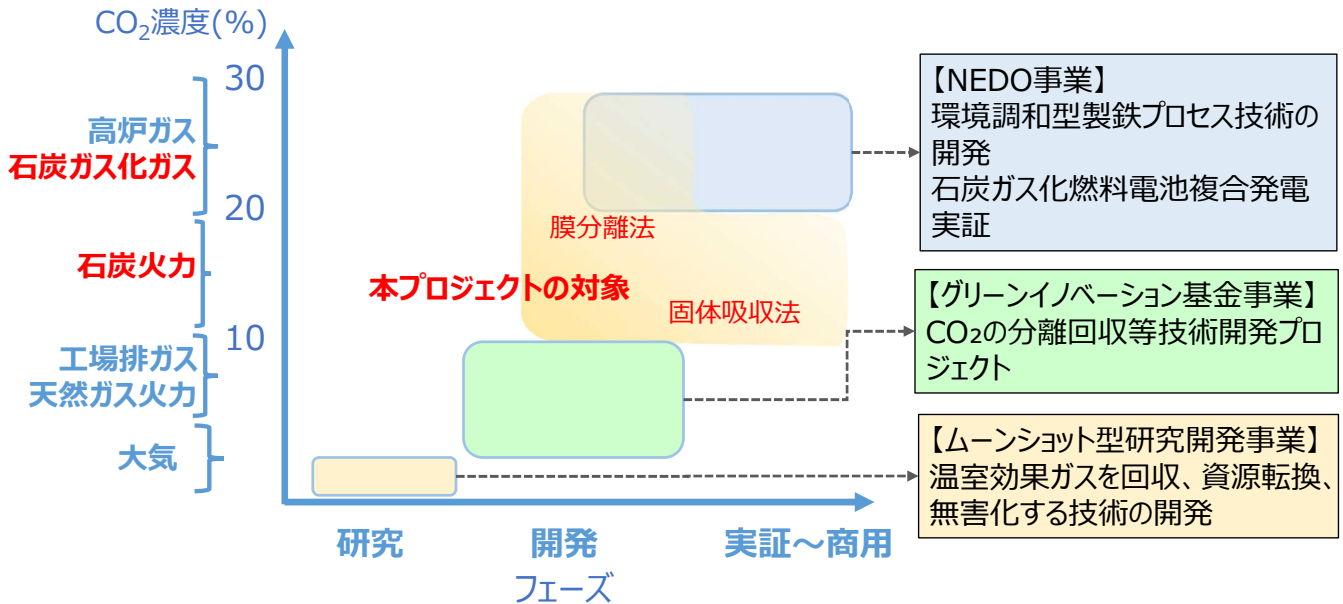 CO₂濃度(%)
30
高炉ガス
石炭ガス化ガス
20
石炭火力
10
工場排ガス
天然ガス火力
大気
膜分離法
本プロジェクトの対象
固体吸収法
研究
開発
実証～商用
フェーズ
【NEDO事業】
環境調和型製鉄プロセス技術の
開発
石炭ガス化燃料電池複合発電
実証
【グリーンイノベーション基金事業】
CO₂の分離回収等技術開発プロ
ジェクト
【ムーンショット型研究開発事業】
温室効果ガスを回収、資源転換、
無害化する技術の開発